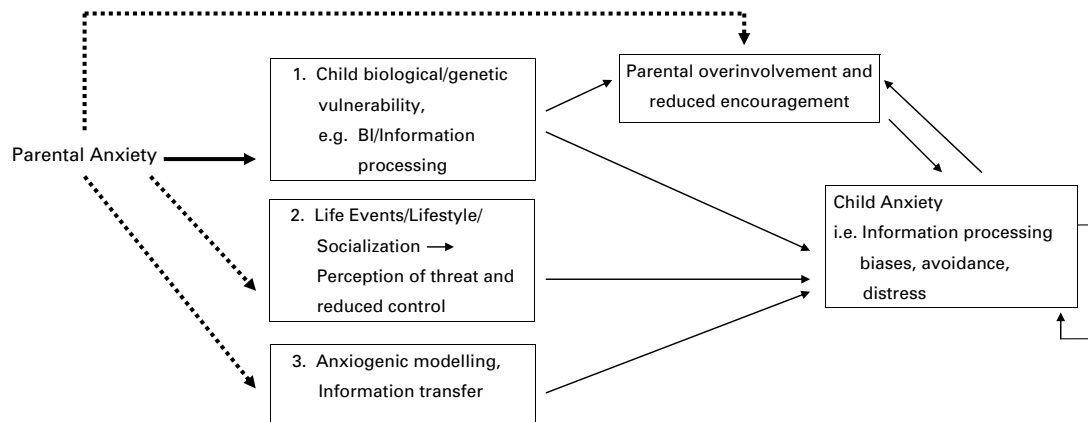 Parental Anxiety
1. Child biological/genetic
vulnerability,
e.g. BI/Information
processing
2. Life Events/Lifestyle/
Socialization →
Perception of threat and
reduced control
3. Anxiogenic modelling,
Information transfer
Parental overinvolvement and
reduced encouragement
Child Anxiety
i.e. Information processing
biases, avoidance,
distress